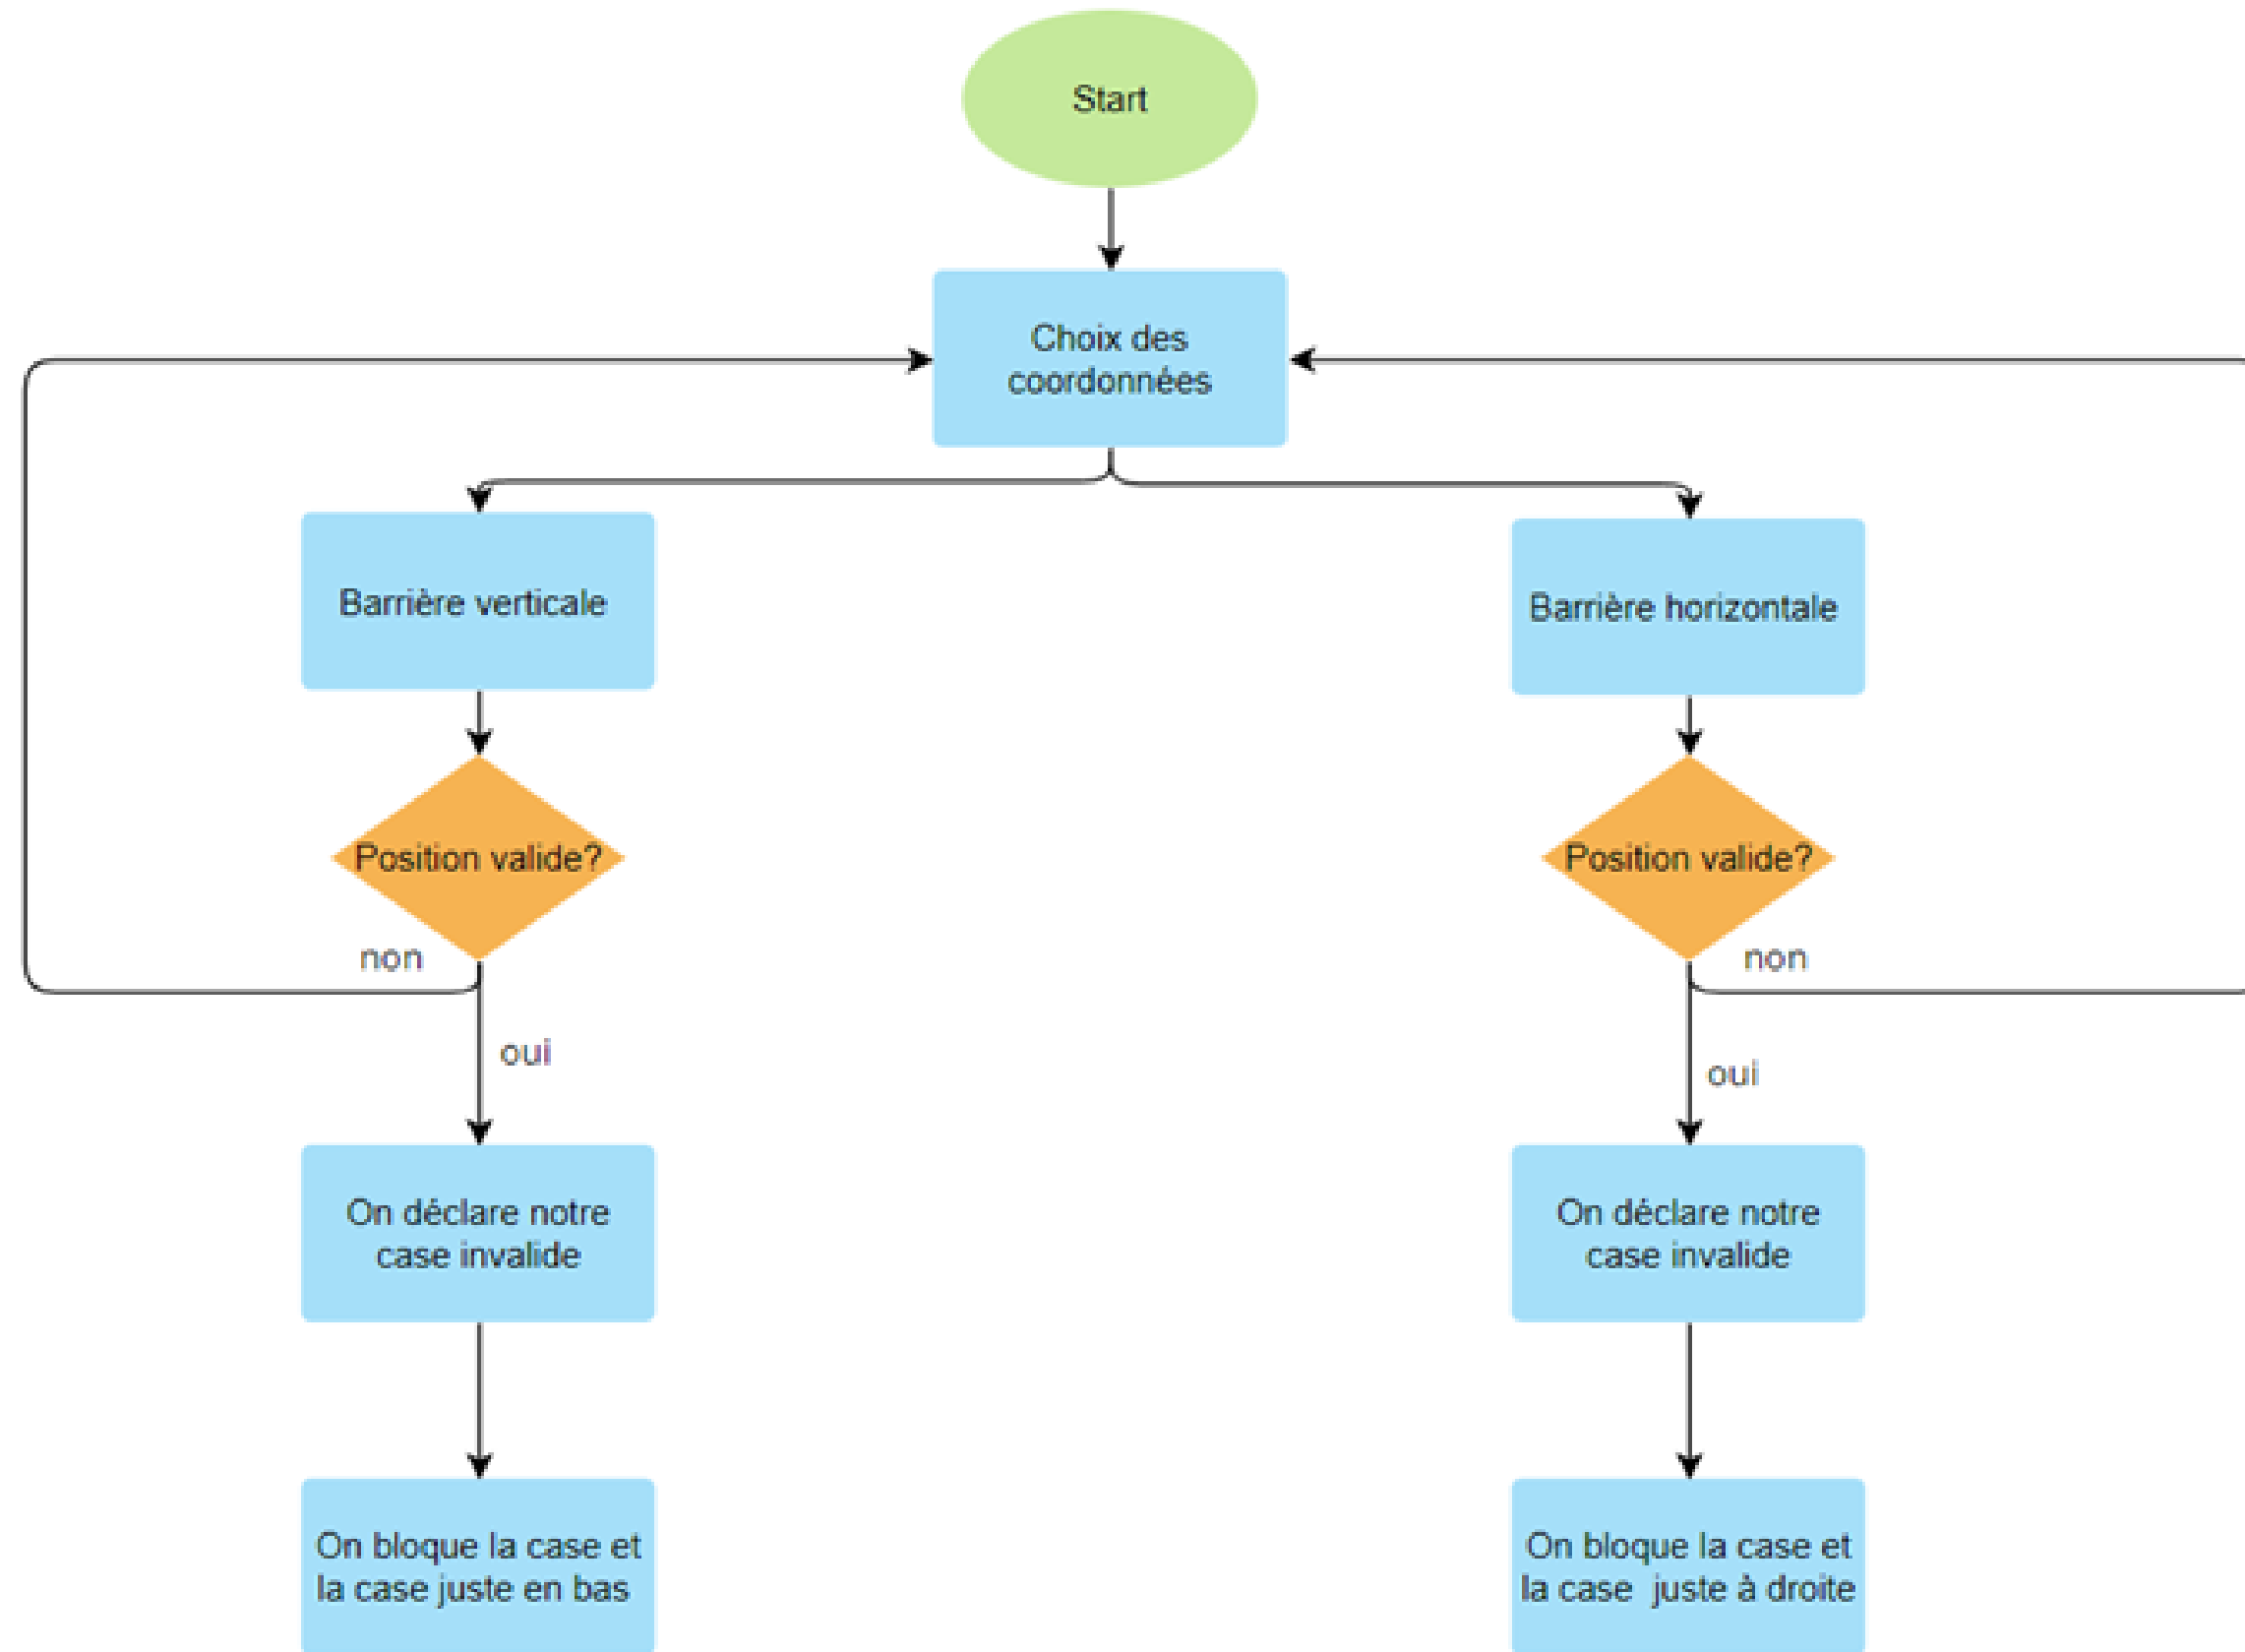 Start
Choix des
coordonnées
Barrière verticale
Barrière horizontale
Position valide?
Position valide?
non
non
oui
oui
On déclare notre
case invalide
On déclare notre
case invalide
On bloque la case et
la case juste en bas
On bloque la case et
la case juste à droite